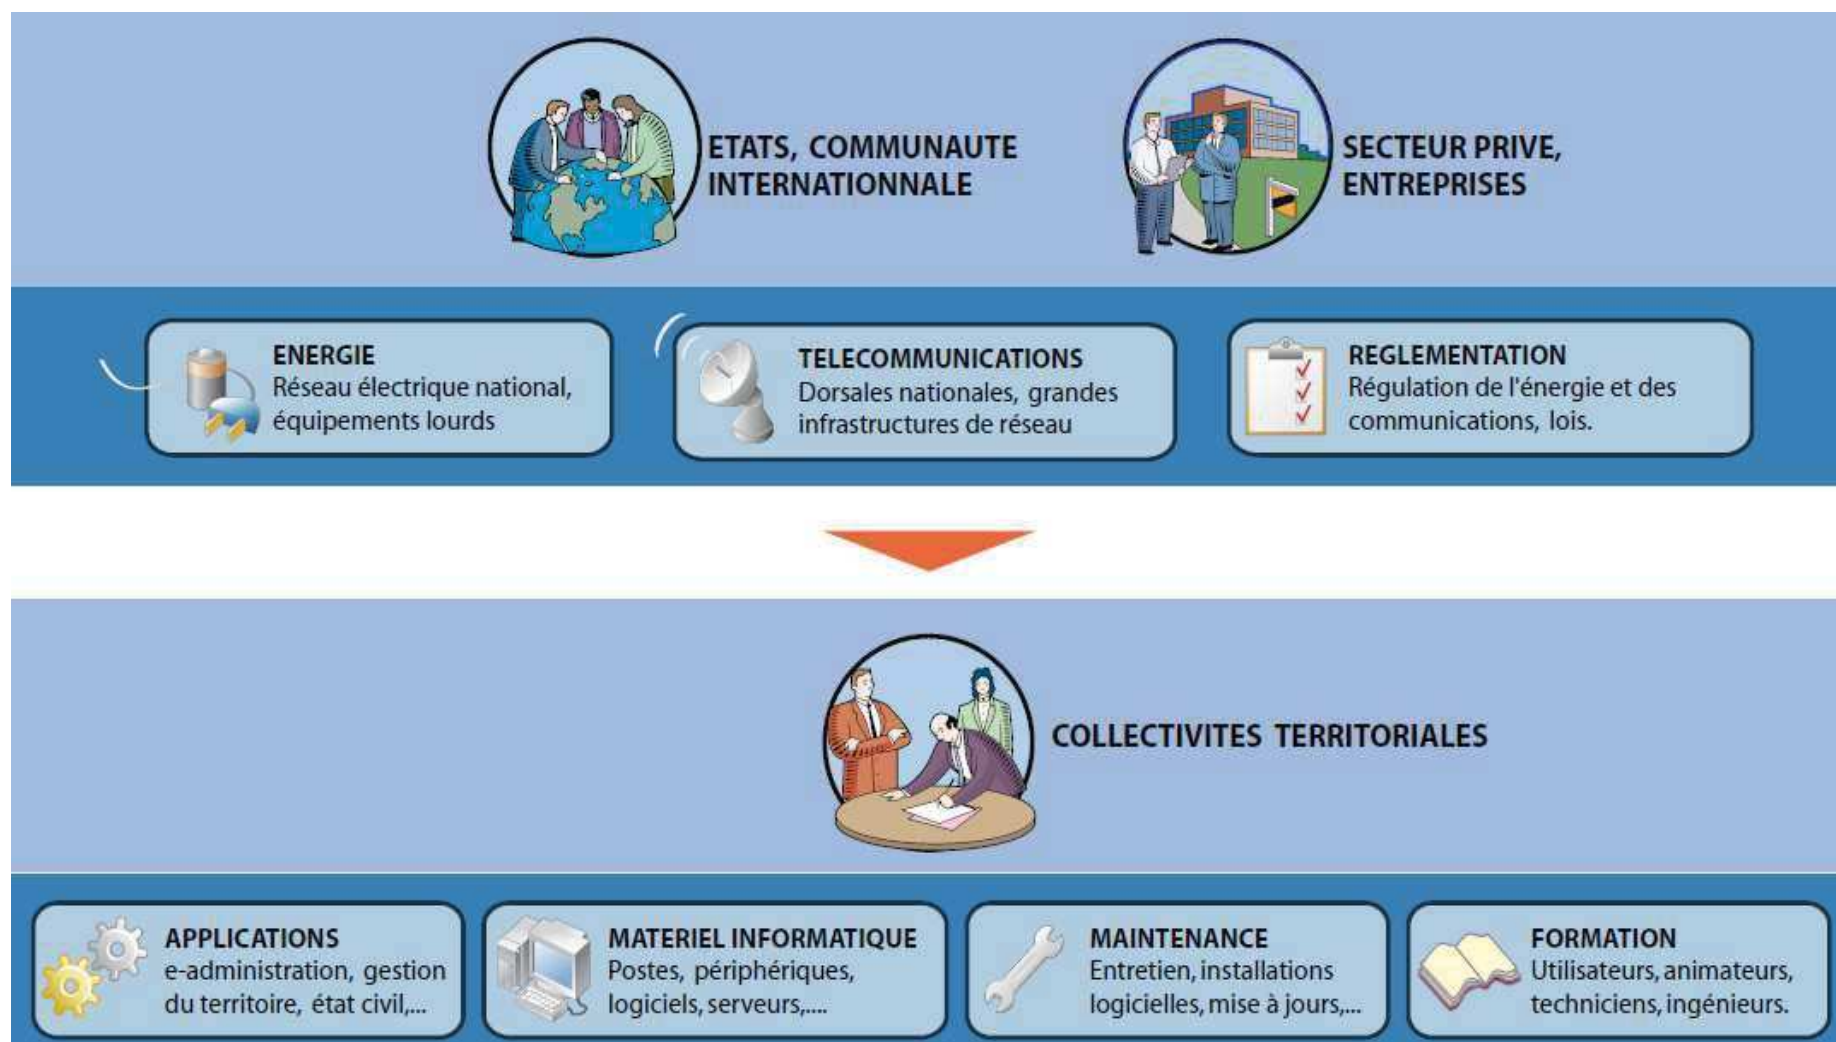 ETATS, COMMUNAUTE
INTERNATIONNALE
SECTEUR PRIVE,
ENTREPRISES
ENERGIE
Réseau électrique national,
équipements lourds
TELECOMMUNICATIONS
Dorsales nationales, grandes
infrastructures de réseau
REGLEMENTATION
Régulation de l'énergie et des
communications, lois.
COLLECTIVITES TERRITORIALES
APPLICATIONS
e-administration, gestion
du territoire, état civil,...
MATERIEL INFORMATIQUE
Postes, périphériques,
logiciels, serveurs,....
MAINTENANCE
Entretien, installations
logicielles, mise à jours,...
FORMATION
Utilisateurs, animateurs,
techniciens, ingénieurs.